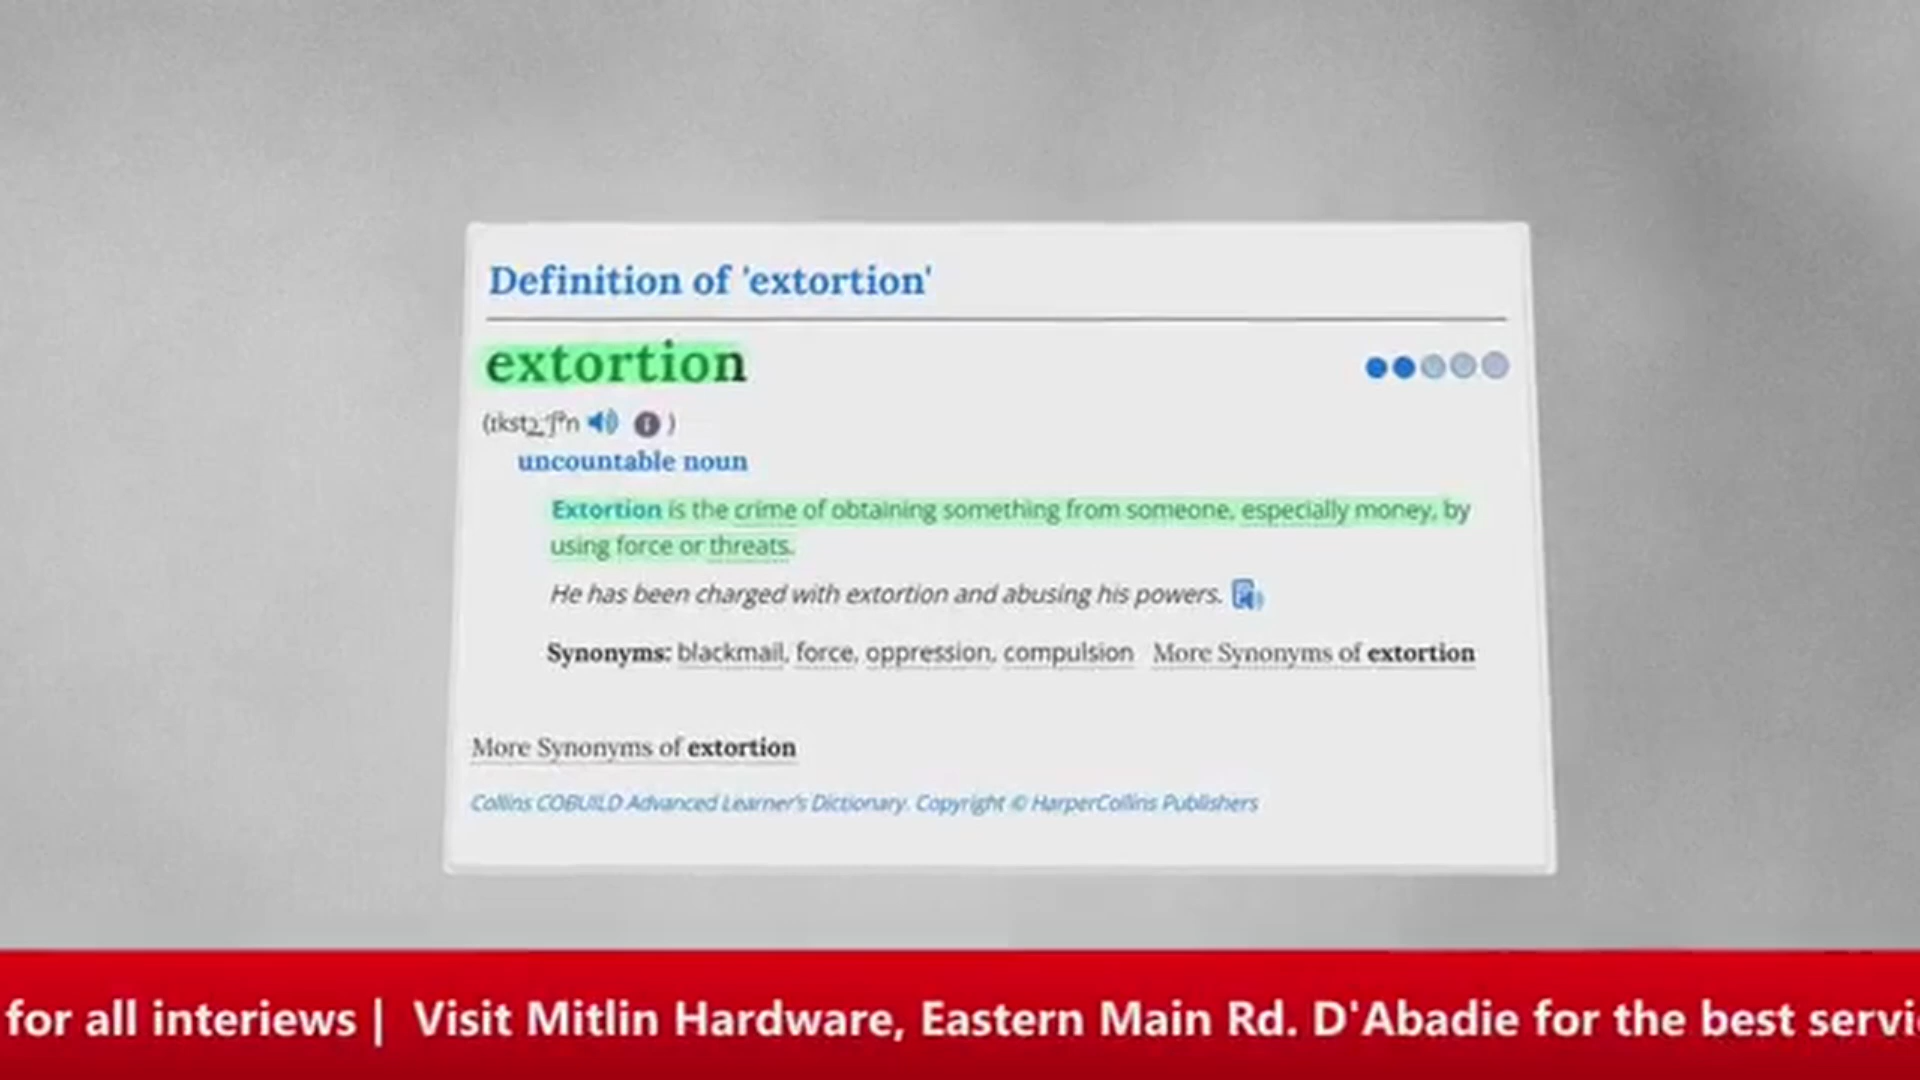 Definition of 'extortion'
extortion
(ɪkstɔːʳʃᵊn )
uncountable noun
Extortion is the crime of obtaining something from someone, especially money, by
using force or threats.
He has been charged with extortion and abusing his powers.
Synonyms: blackmail, force, oppression, compulsion More Synonyms of extortion
More Synonyms of extortion
Collins COBUILD Advanced Learner's Dictionary. Copyright © HarperCollins Publishers
for all interiews | Visit Mitlin Hardware, Eastern Main Rd. D'Abadie for the best servi